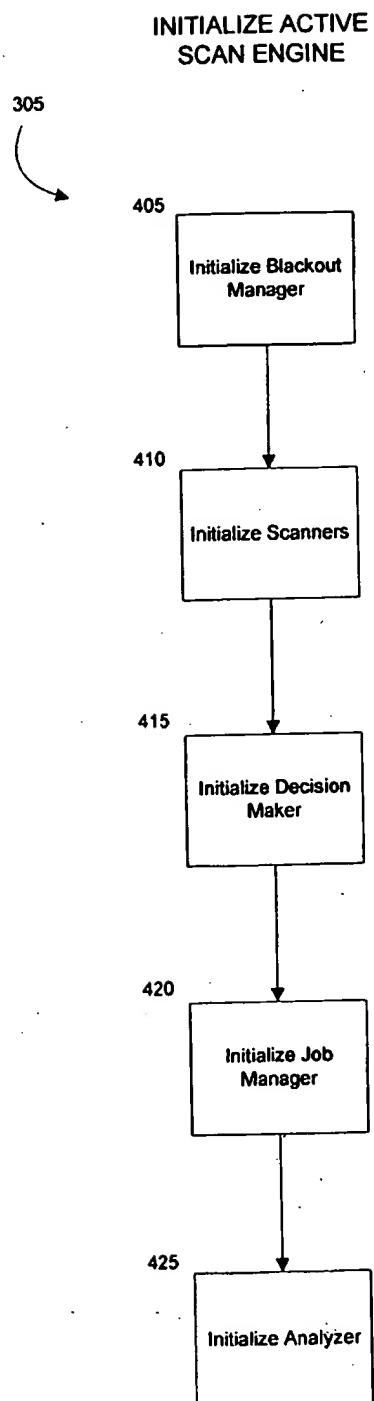 INITIALIZE ACTIVE
SCAN ENGINE
305
405
Initialize Blackout
Manager
410
Initialize Scanners
415
Initialize Decision
Maker
420
Initialize Job
Manager
425
Initialize Analyzer